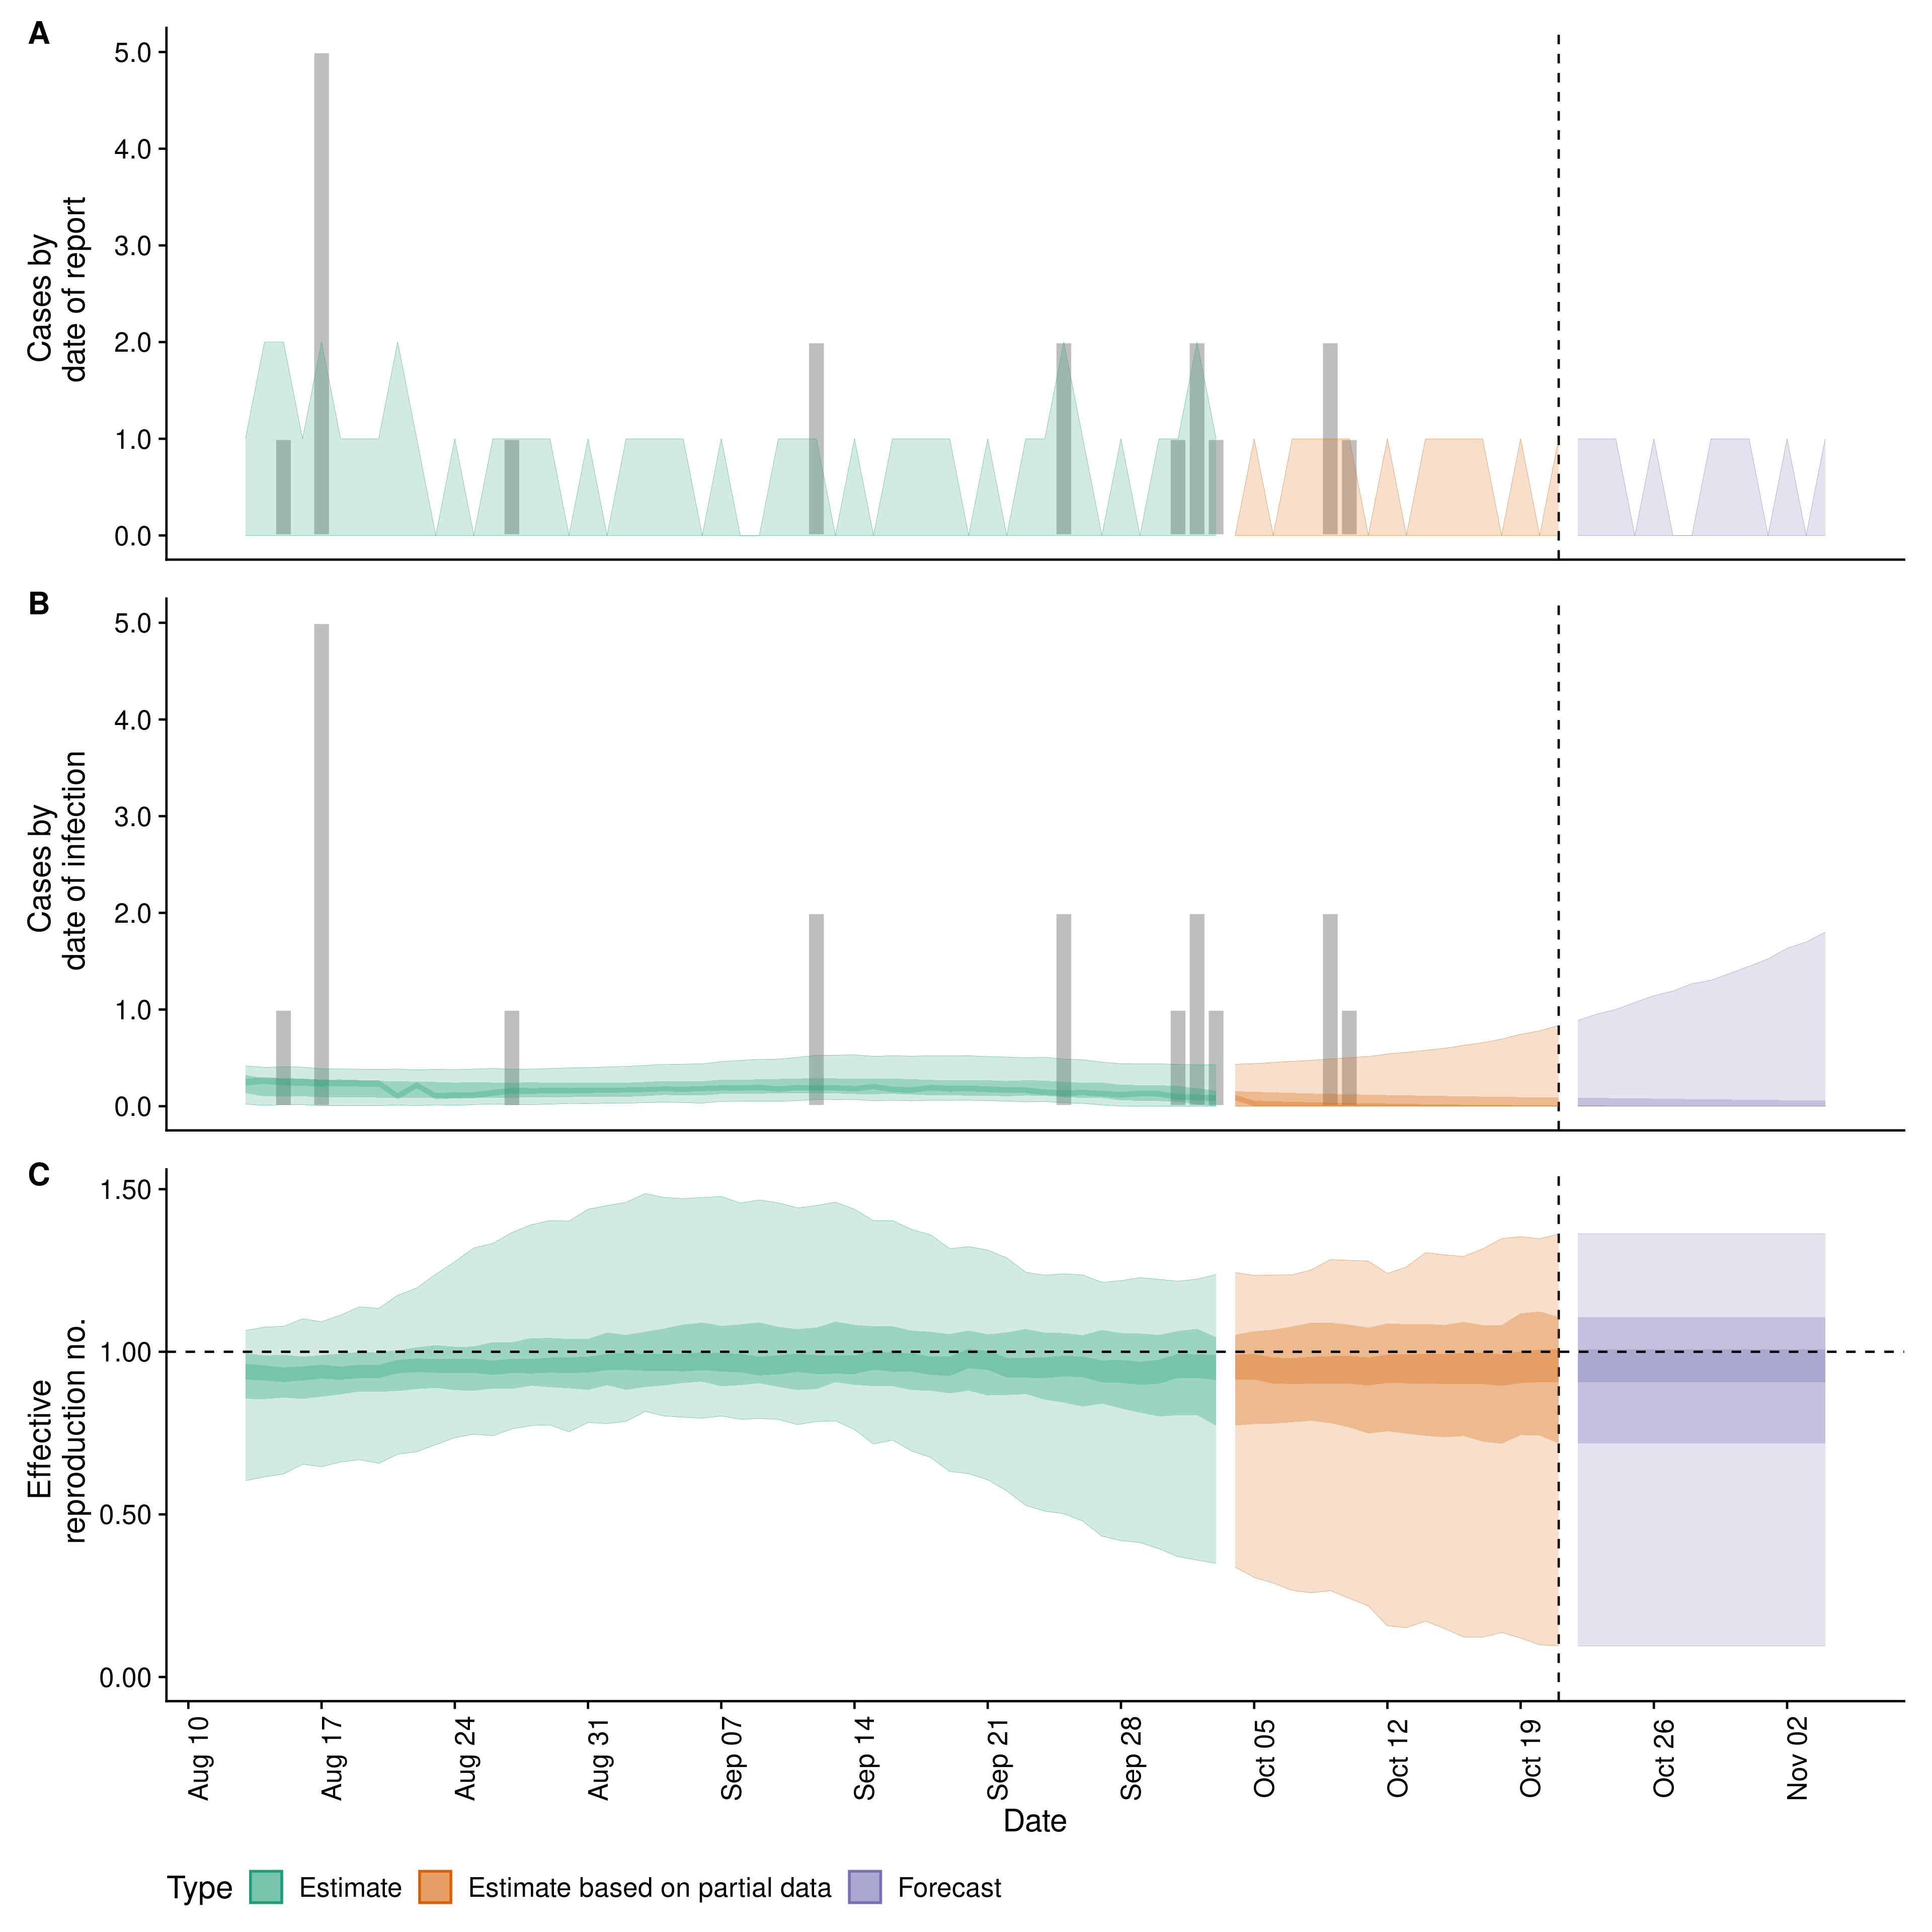 A
5.0
4.0
3.0
2.0
1.0
0.0
Cases by
date of report
B
5.0
4.0
3.0
2.0
1.0
0.0
Cases by
date of infection
C
1.50
1.00
0.50
0.00
Effective
reproduction no.
Aug 10
Aug 17
Aug 24
Aug 31
Sep 07
Sep 14
Sep 21
Sep 28
Oct 05
Oct 12
Oct 19
Oct 26
Nov 02
Date
Type Estimate Estimate based on partial data Forecast